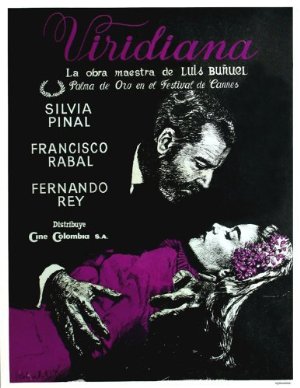 Viridiana
La obra maestra de LUIS BUÑUEL
Palma de Oro en el Festival de Cannes
SILVIA
PINAL
FRANCISCO
RABAL
FERNANDO
REY
Distribuye
Cine Colombia S.A.